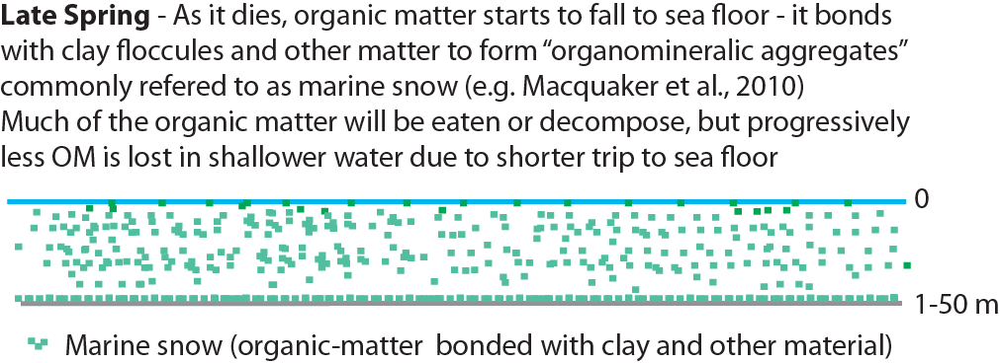 Late Spring - As it dies, organic matter starts to fall to sea floor - it bonds
with clay floccules and other matter to form “organomineralic aggregates”
commonly refered to as marine snow (e.g. Macquaker et al., 2010)
Much of the organic matter will be eaten or decompose, but progressively
less OM is lost in shallower water due to shorter trip to sea floor
0
1-50 m
Marine snow (organic-matter bonded with clay and other material)